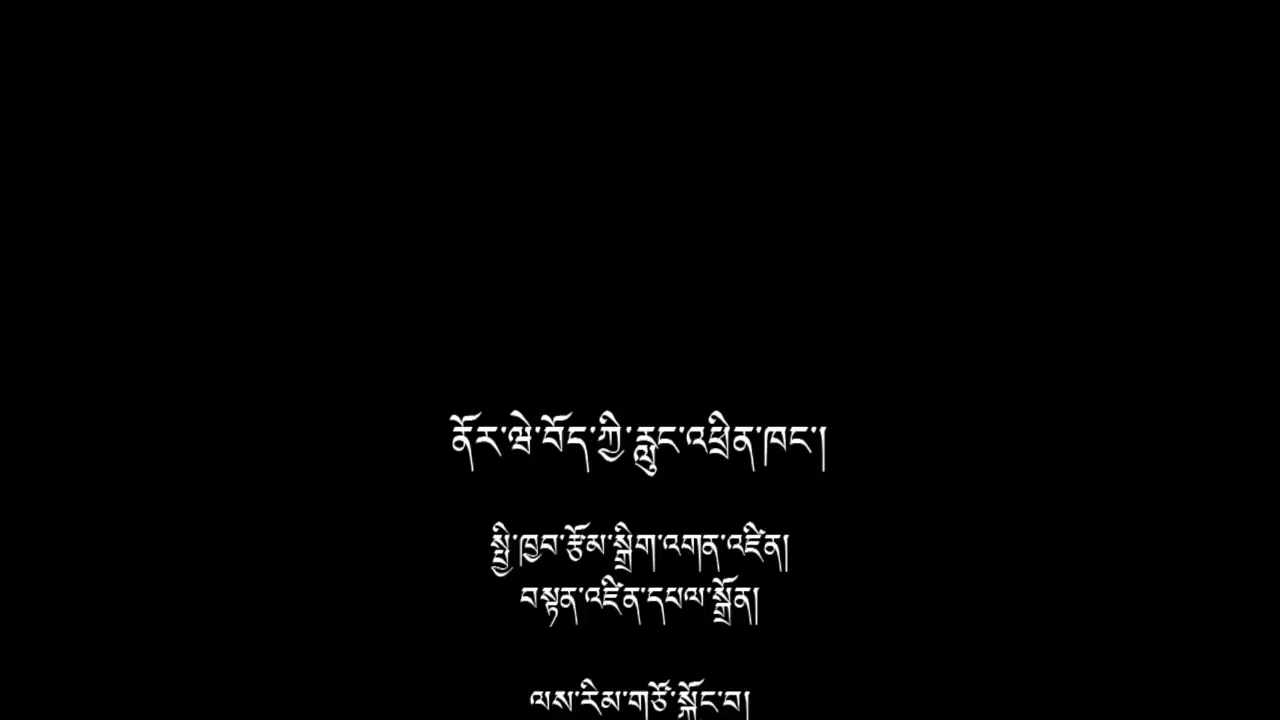 ནོར་ལྷེ་བོད་ཀྱི་རླུང་འཕྲིན་ཁང་།
སྤྱི་ཁྱབ་རྩོམ་སྒྲིག་འགན་འཛིན།
བསྟན་འཛིན་དཔལ་སྒྲོན།
ལས་རིམ་གཙོ་སྐྱོང་བ།